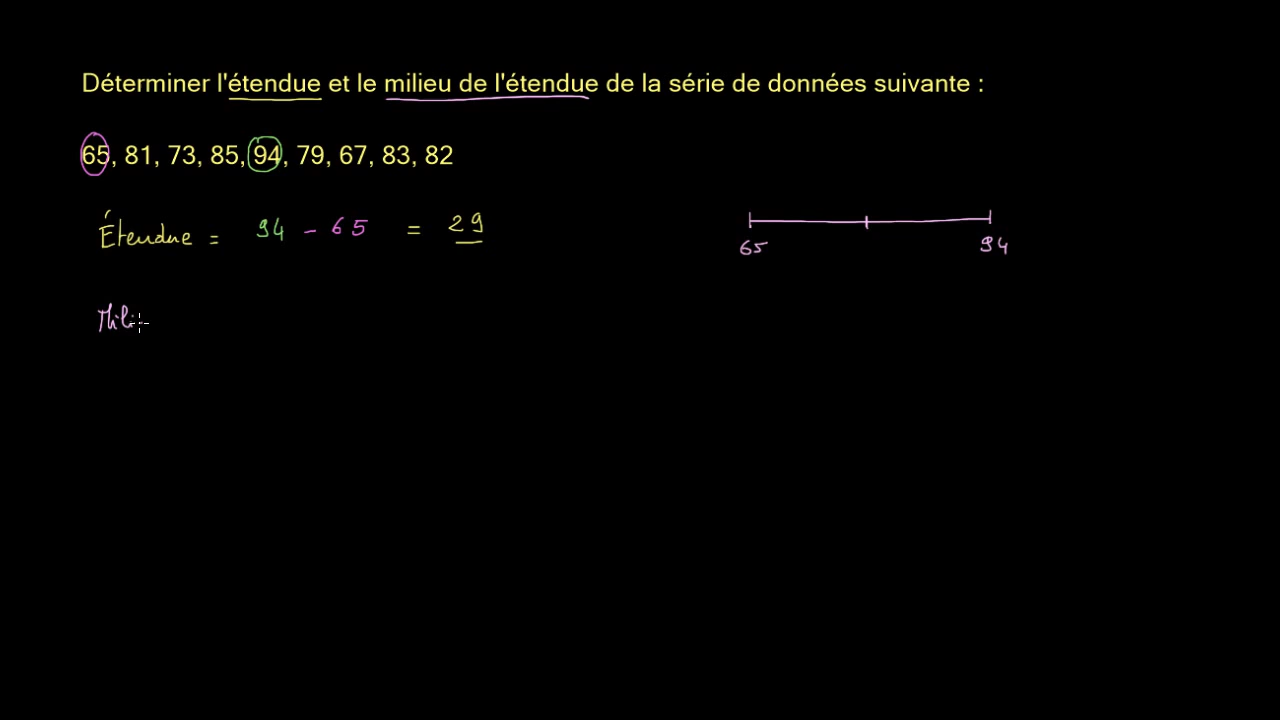 Déterminer l'étendue et le milieu de l'étendue de la série de données suivante :
65, 81, 73, 85, 94, 79, 67, 83, 82
Étendue = 94 - 65 = 29
65 94
Mili